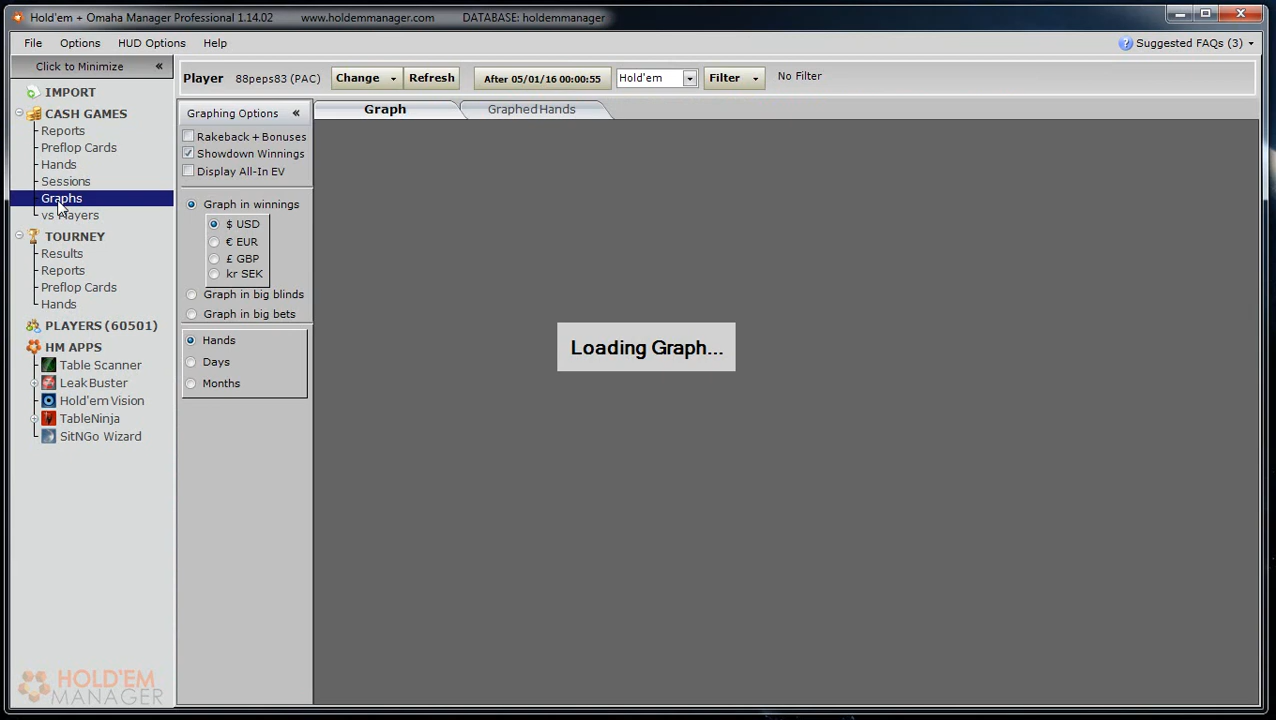 Hold'em + Omaha Manager Professional 1.14.02 www.holdemmanager.com DATABASE: holdemmanager
File Options HUD Options Help Suggested FAQs (3)
Click to Minimize «
Player 88peps83 (PAC) Change Refresh After 05/01/16 00:00:55 Hold'em Filter No Filter
IMPORT
CASH GAMES
Reports
Preflop Cards
Hands
Sessions
Graphs
vs Players
TOURNEY
Results
Reports
Preflop Cards
Hands
PLAYERS (60501)
HM APPS
Table Scanner
Leak Buster
Hold'em Vision
TableNinja
SitNGo Wizard
HOLD'EM
MANAGER
Graphing Options «
Rakeback + Bonuses
Showdown Winnings
Display All-In EV
Graph in winnings
$ USD
€ EUR
£ GBP
kr SEK
Graph in big blinds
Graph in big bets
Hands
Days
Months
Graph Graphed Hands
Loading Graph...